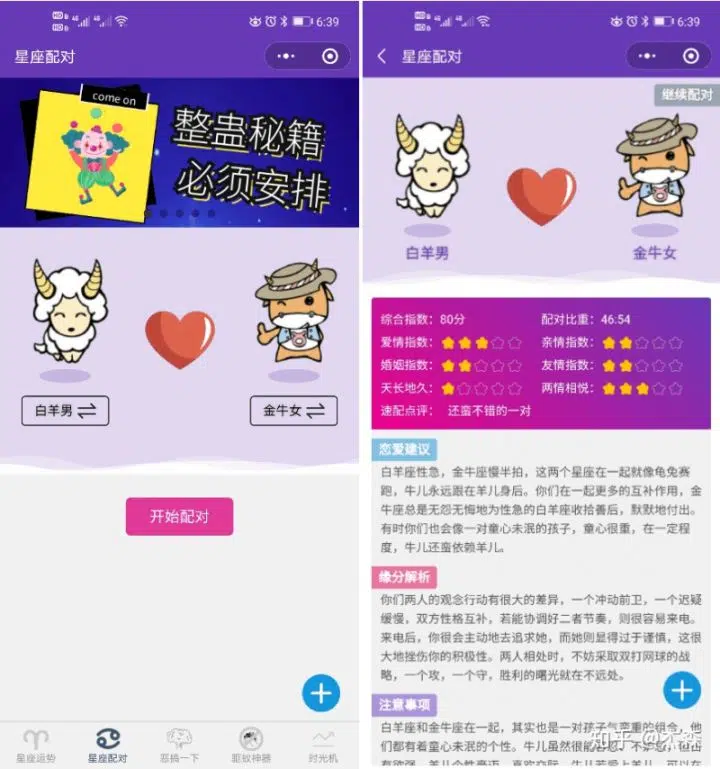 6:39
星座配对
come on
整蛊秘籍
必须安排
白羊男
金牛女
开始配对
星座运势
星座配对
恶搞一下
驱蚊神器
时光机
6:39
星座配对
继续配对
白羊男
金牛女
综合指数：80分
配对比重：46:54
爱情指数：
亲情指数：
婚姻指数：
友情指数：
天长地久：
两情相悦：
速配点评： 还蛮不错的一对
恋爱建议
白羊座性急，金牛座慢半拍，这两个星座在一起就像龟兔赛
跑，牛儿永远跟在羊儿身后。你们在一起更多的互补作用，金
牛座总是无怨无悔地为性急的白羊座收拾善后，默默地付出。
有时你们也会像一对童心未泯的孩子，童心很重，在一定程
度，牛儿还蛮依赖羊儿。
缘分解析
你们两人的观念行动有很大的差异，一个冲动前卫，一个迟疑
缓慢，双方性格互补，若能协调好二者节奏，则很容易来电。
来电后，你很会主动地去追求她，而她则显得过于谨慎，这很
大地挫伤你的积极性。两人相处时，不妨采取双打网球的战
略，一个攻，一个守，胜利的曙光就在不远处。
注意事项
白羊座和金牛座在一起，其实也是一对孩子气蛮重的组合，他
们都有着童心未泯的个性。牛儿虽然很能
知乎